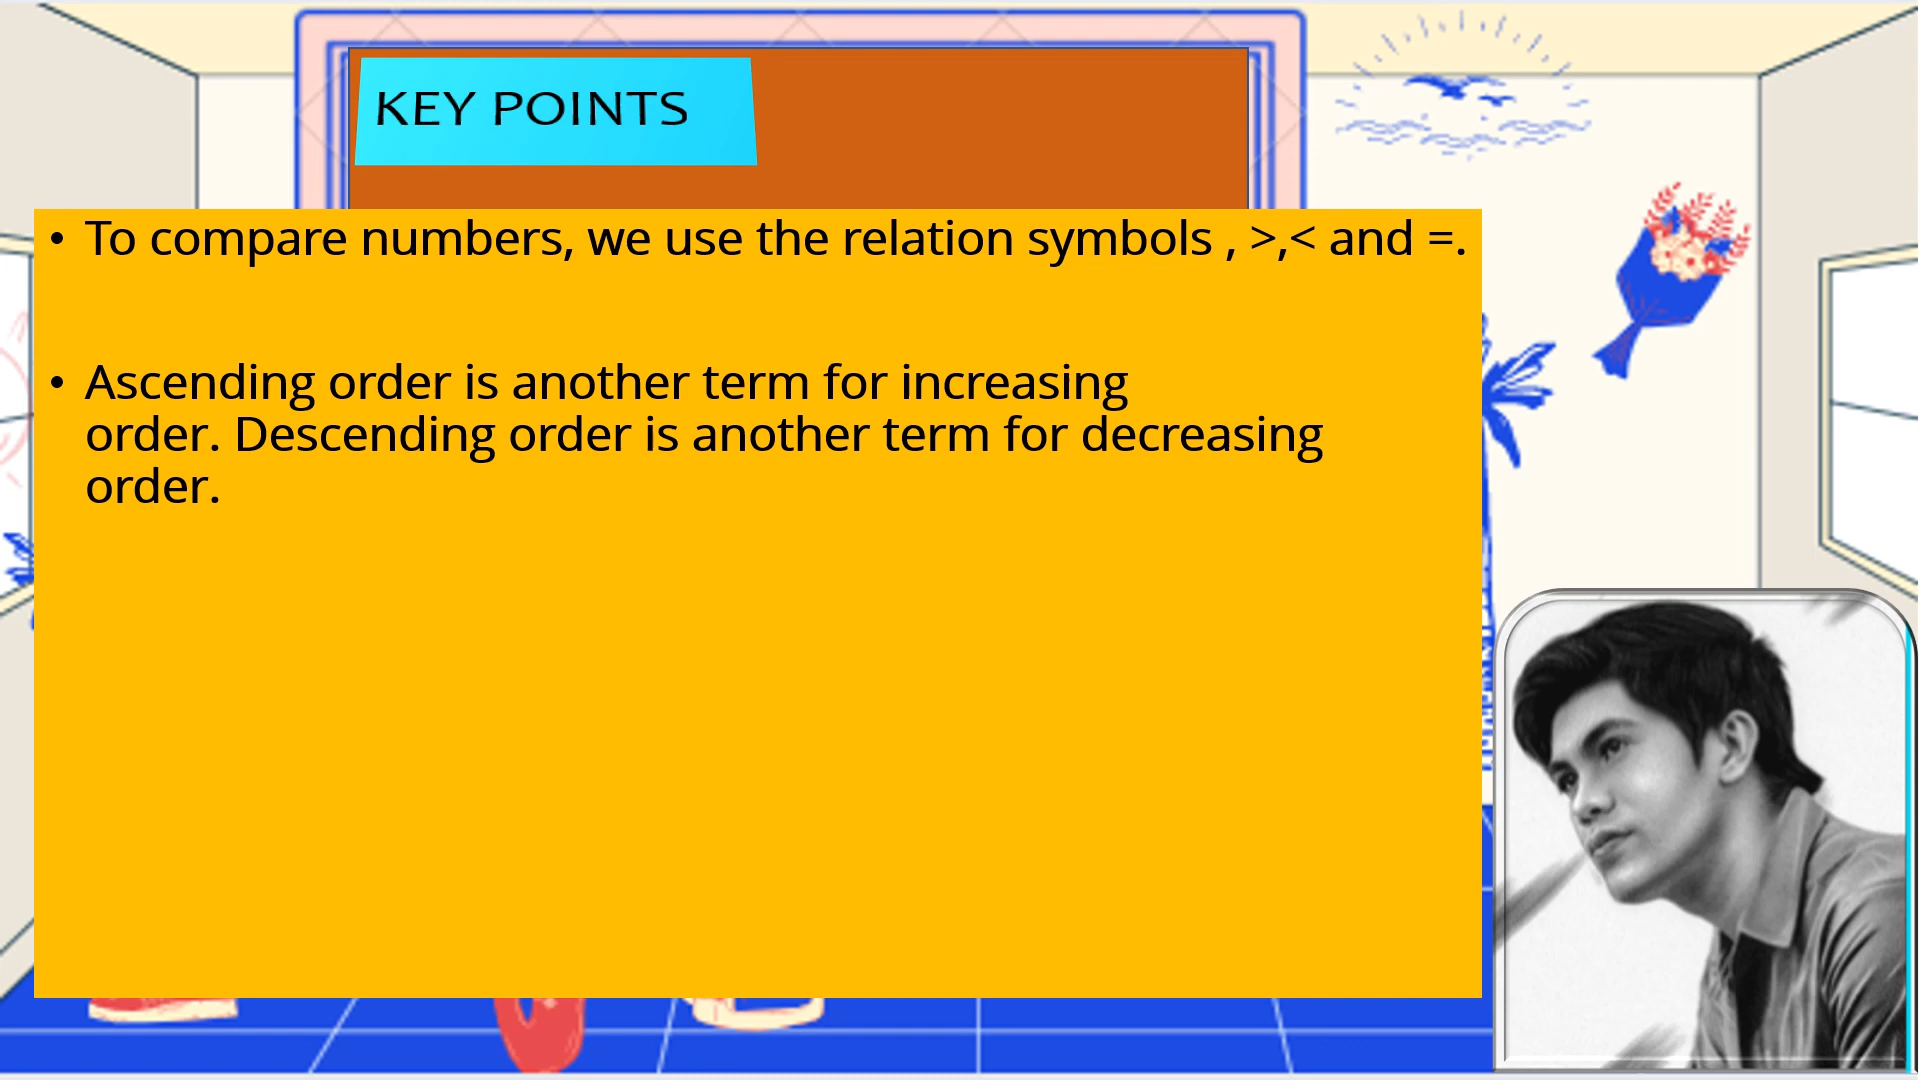 KEY POINTS
• To compare numbers, we use the relation symbols , >,< and =.
• Ascending order is another term for increasing
order. Descending order is another term for decreasing
order.